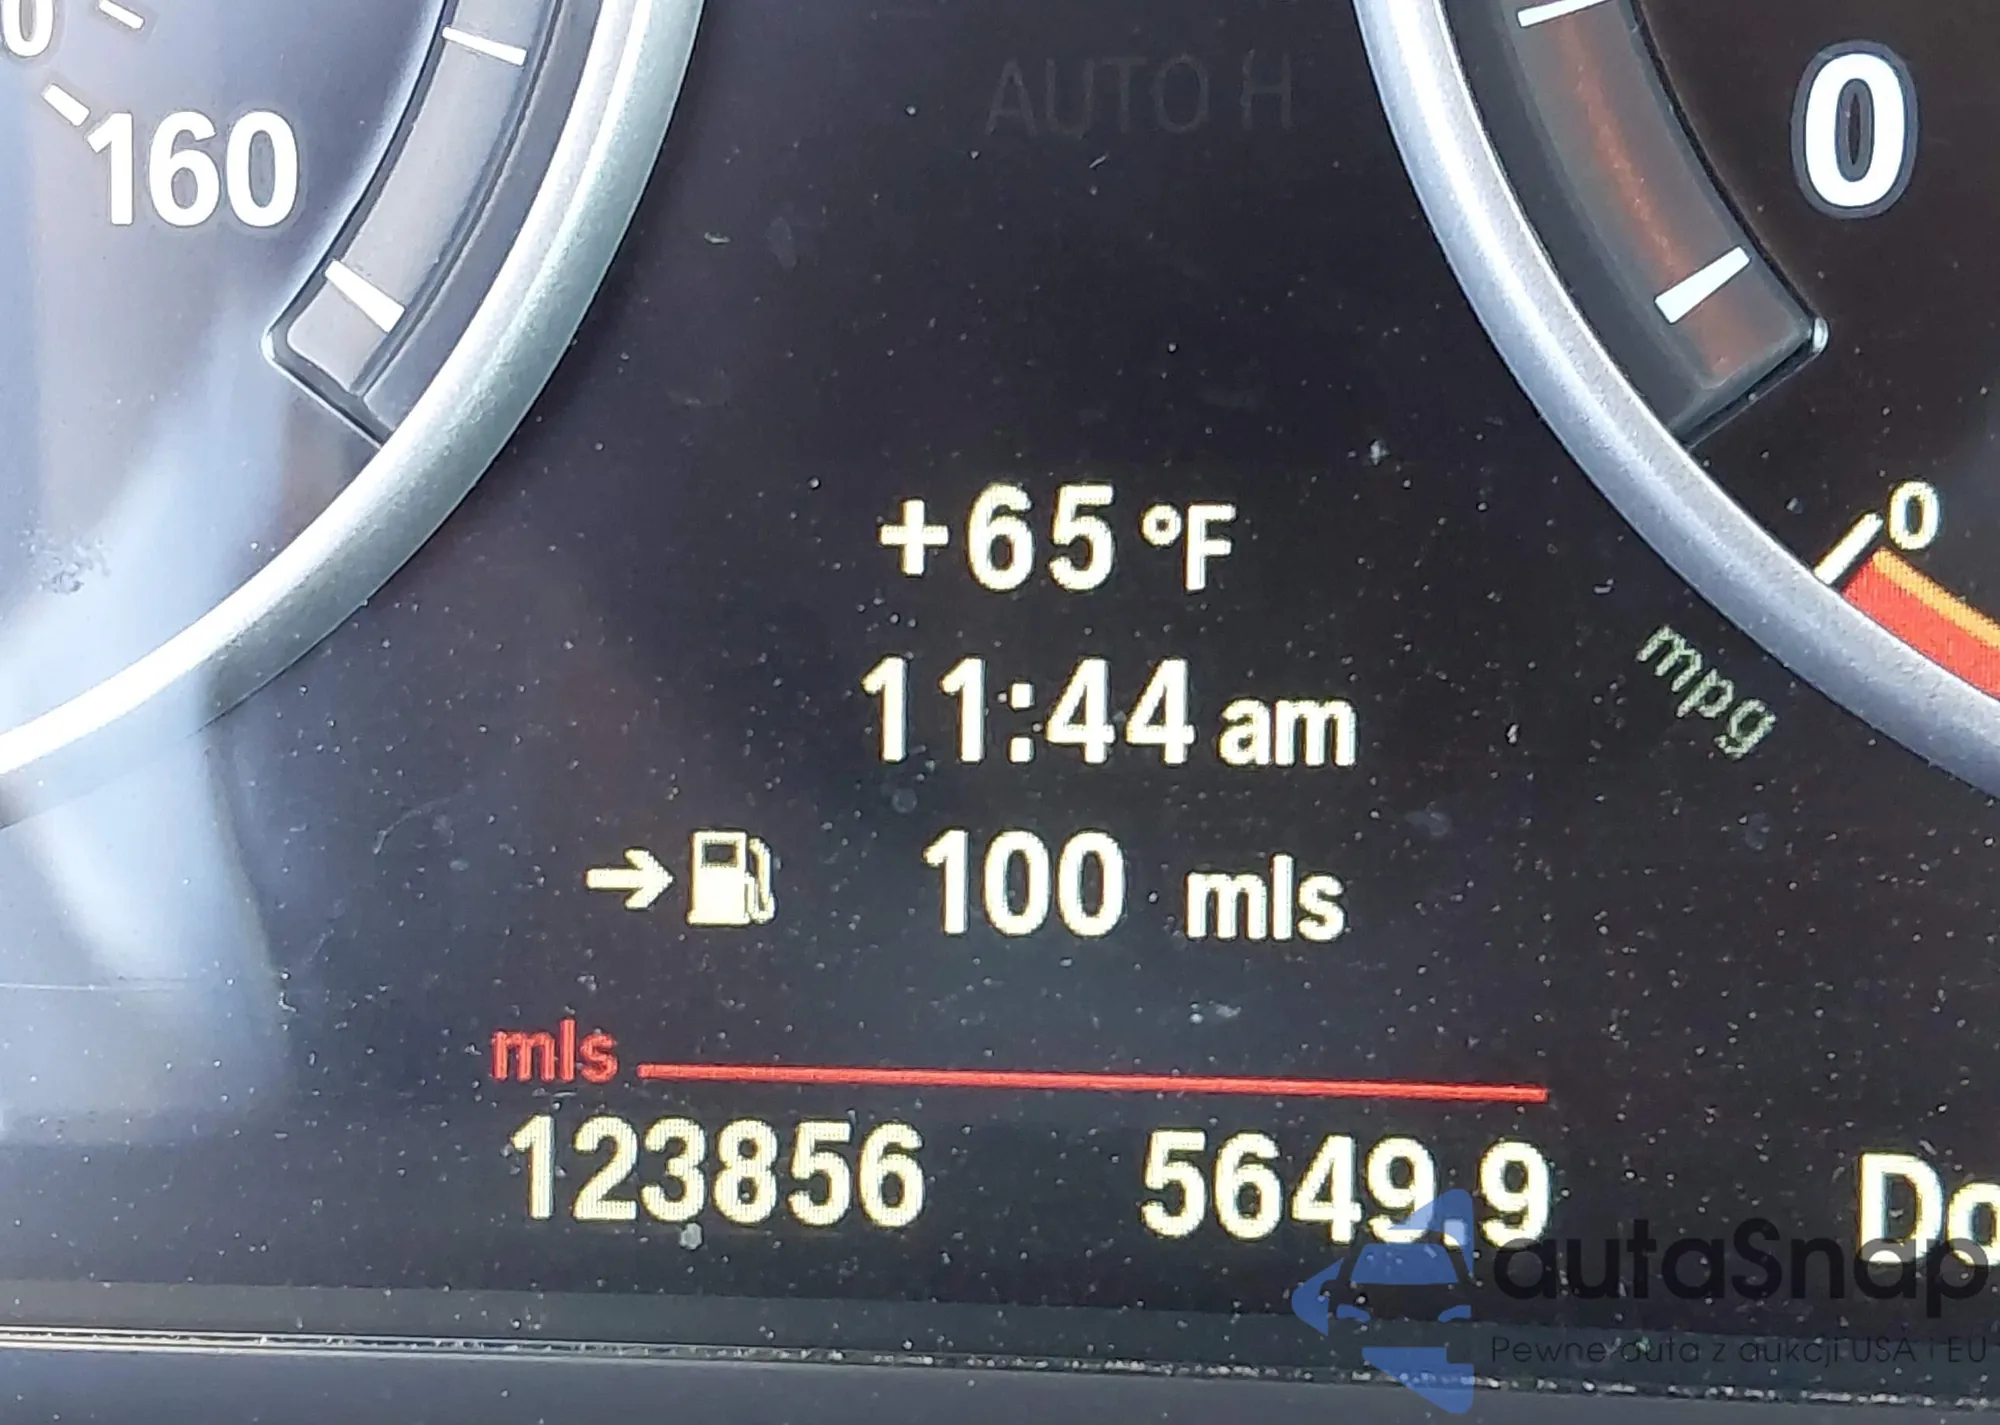 160
AUTO H
0
+65 °F
0
11:44 am
mpg
100 mls
mls
123856 5649.9
Do
autaSnap
Pewne auta z aukcji USA i EU